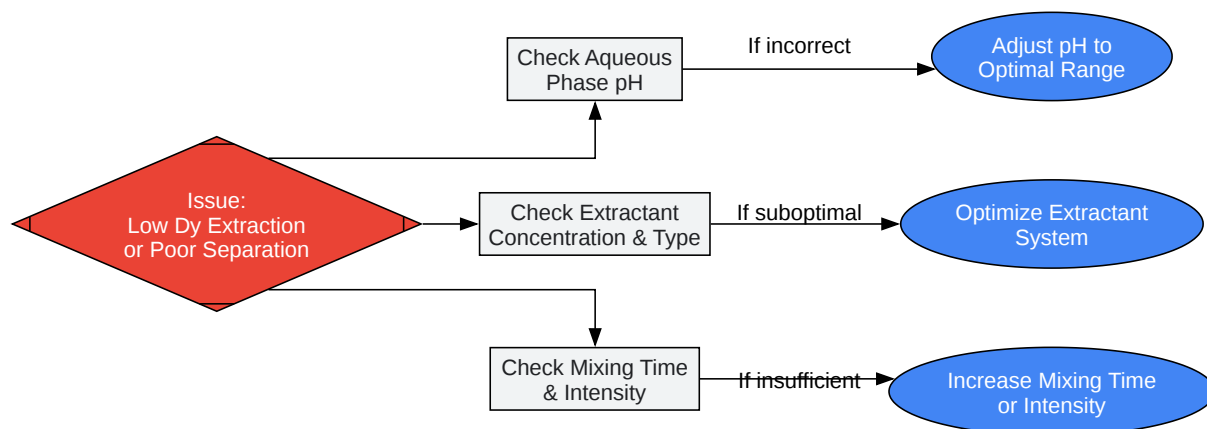 Issue:
Low Dy Extraction
or Poor Separation
Check Aqueous
Phase pH
If incorrect
Adjust pH to
Optimal Range
Check Extractant
Concentration & Type
If suboptimal
Optimize Extractant
System
Check Mixing Time
& Intensity
If insufficient
Increase Mixing Time
or Intensity